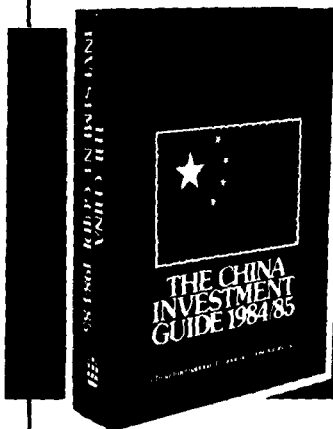 THE CHINA
INVESTMENT GUIDE 1984/85
THE CHINA
INVESTMENT
GUIDE 1984/85